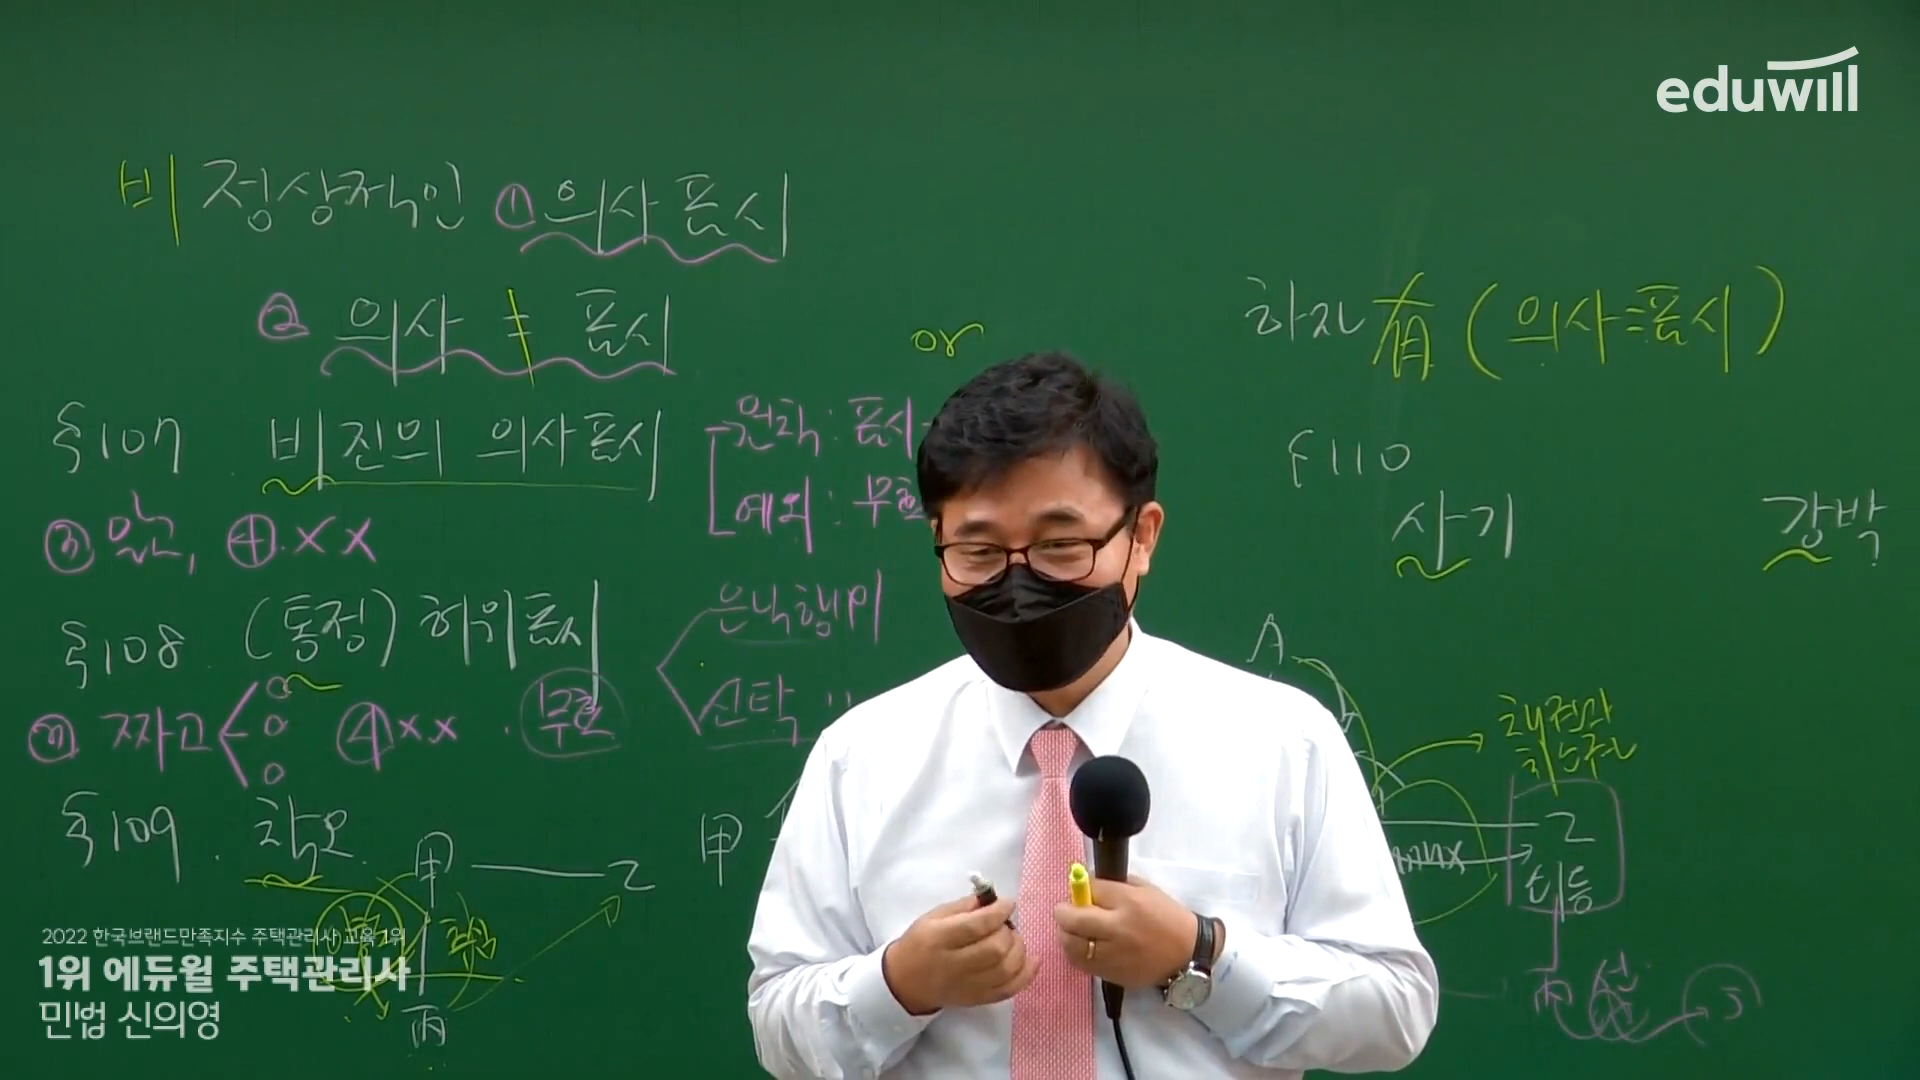 eduwill
비 정상적인 ① 의사표시
② 의사 ≠ 표시
or
하자 有 (의사=표시)
§107 비진의 의사표시
원칙 : 표시
예외 : 무효
③ 알고, ④ X X
§110
사기 강박
§108 (통정) 허위표시
은닉행위
신탁 〃
③ 짜고 ④ X X . 무효
§109 . 착오
甲 乙
丙
甲
A
채권자
취소주
乙
丙
2022 한국브랜드만족지수 주택관리사 교육 1위
1위 에듀윌 주택관리사
민법 신의영